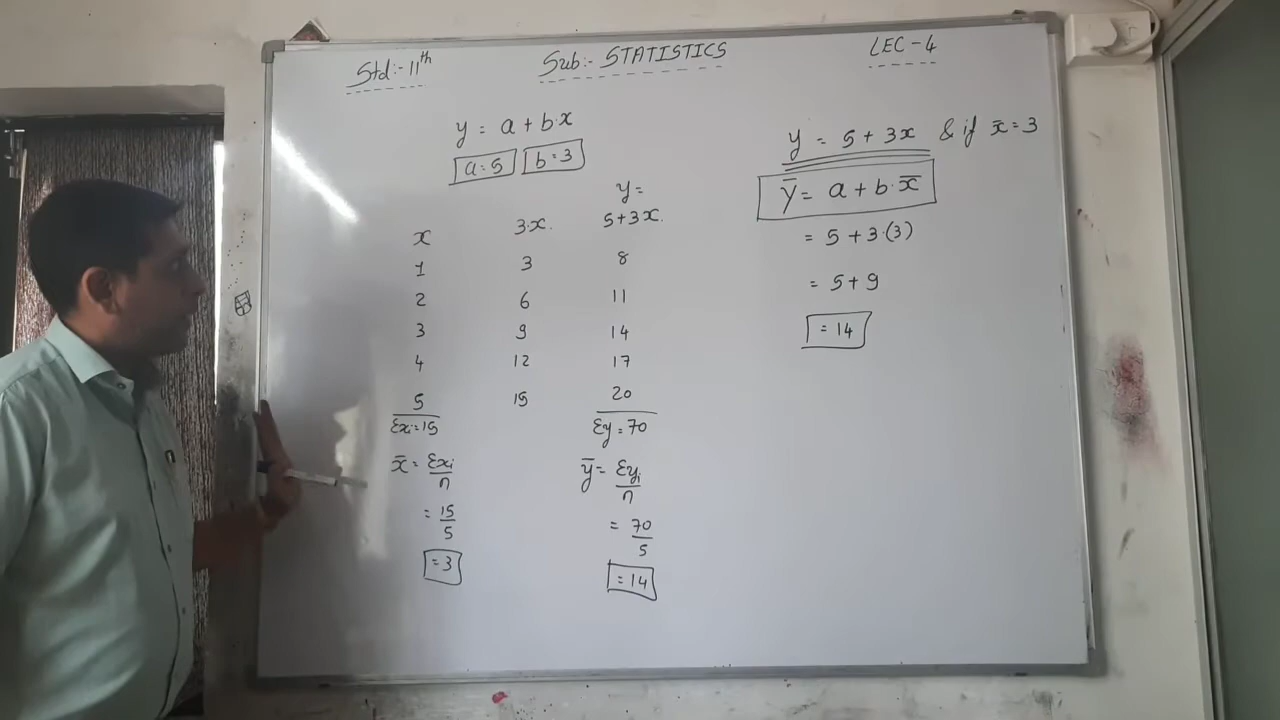 Std:- 11th
Sub:- STATISTICS
LEC-4
y = a + b·x
a=5 b=3
x 3·x. y= 5+3x.
1 3 8
2 6 11
3 9 14
4 12 17
5 15 20
Σxi=15 Σy=70
x̄ = Σxi/n ȳ = Σyi/n
= 15/5 = 70/5
= 3 = 14
y = 5 + 3x & if x̄ = 3
ȳ = a + b·x̄
= 5 + 3·(3)
= 5 + 9
= 14